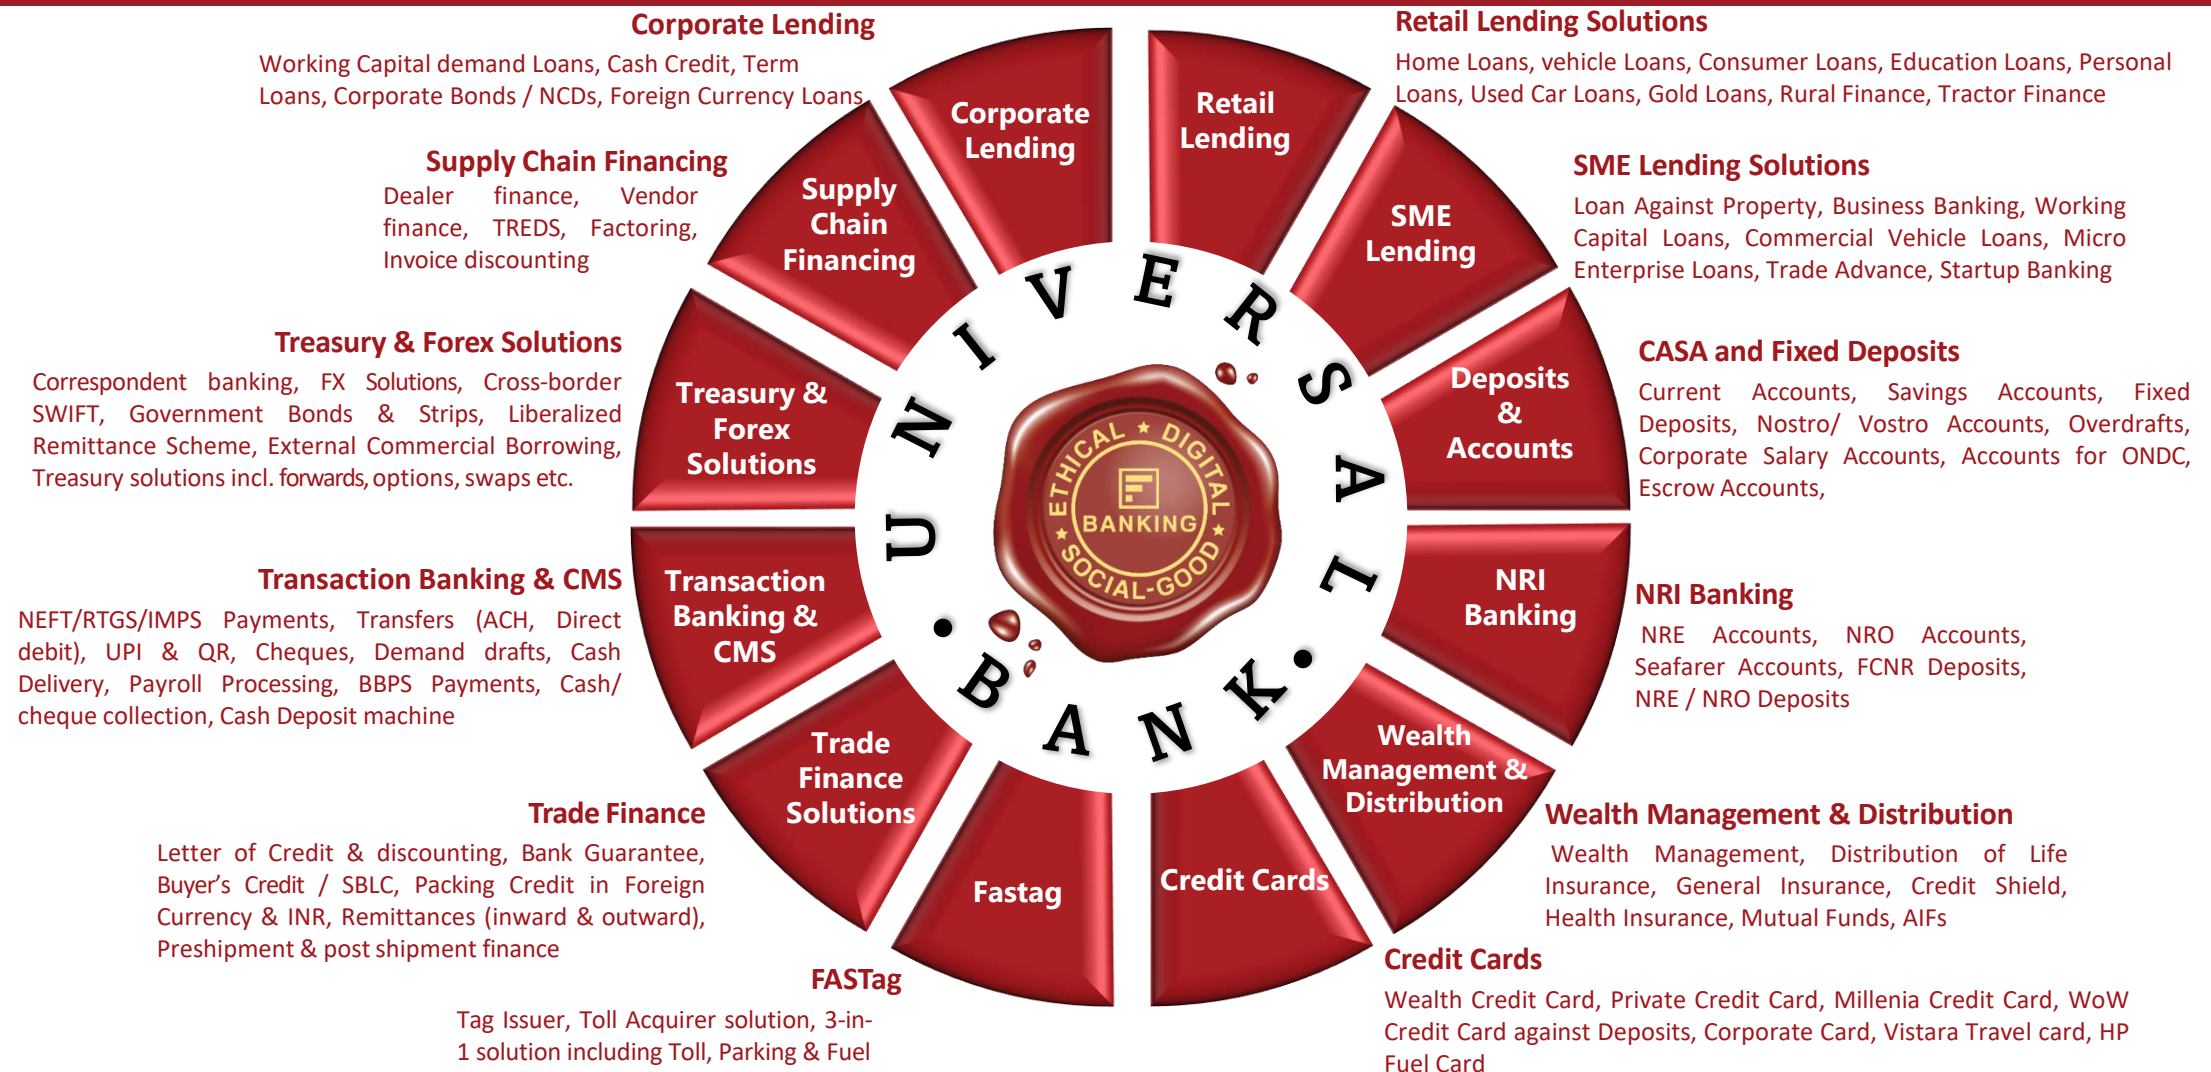 Corporate Lending
Working Capital demand Loans, Cash Credit, Term
Loans, Corporate Bonds / NCDs, Foreign Currency Loans
Supply Chain Financing
Dealer finance, Vendor
finance, TREDS, Factoring,
Invoice discounting
Treasury & Forex Solutions
Correspondent banking, FX Solutions, Cross-border
SWIFT, Government Bonds & Strips, Liberalized
Remittance Scheme, External Commercial Borrowing,
Treasury solutions incl. forwards, options, swaps etc.
Transaction Banking & CMS
NEFT/RTGS/IMPS Payments, Transfers (ACH, Direct
debit), UPI & QR, Cheques, Demand drafts, Cash
Delivery, Payroll Processing, BBPS Payments, Cash/
cheque collection, Cash Deposit machine
Trade Finance
Letter of Credit & discounting, Bank Guarantee,
Buyer's Credit / SBLC, Packing Credit in Foreign
Currency & INR, Remittances (inward & outward),
Preshipment & post shipment finance
FASTag
Tag Issuer, Toll Acquirer solution, 3-in-
1 solution including Toll, Parking & Fuel
Corporate
Lending
Retail
Lending
Supply
Chain
Financing
SME
Lending
Treasury &
Forex
Solutions
Deposits
&
Accounts
Transaction
Banking &
CMS
NRI
Banking
Trade
Finance
Solutions
Wealth
Management &
Distribution
Fastag
Credit Cards
UNIVERSAL
• BANK •
ETHICAL ★ DIGITAL
BANKING
★ SOCIAL-GOOD ★
Retail Lending Solutions
Home Loans, vehicle Loans, Consumer Loans, Education Loans, Personal
Loans, Used Car Loans, Gold Loans, Rural Finance, Tractor Finance
SME Lending Solutions
Loan Against Property, Business Banking, Working
Capital Loans, Commercial Vehicle Loans, Micro
Enterprise Loans, Trade Advance, Startup Banking
CASA and Fixed Deposits
Current Accounts, Savings Accounts, Fixed
Deposits, Nostro/ Vostro Accounts, Overdrafts,
Corporate Salary Accounts, Accounts for ONDC,
Escrow Accounts,
NRI Banking
NRE Accounts, NRO Accounts,
Seafarer Accounts, FCNR Deposits,
NRE / NRO Deposits
Wealth Management & Distribution
Wealth Management, Distribution of Life
Insurance, General Insurance, Credit Shield,
Health Insurance, Mutual Funds, AIFs
Credit Cards
Wealth Credit Card, Private Credit Card, Millenia Credit Card, WoW
Credit Card against Deposits, Corporate Card, Vistara Travel card, HP
Fuel Card